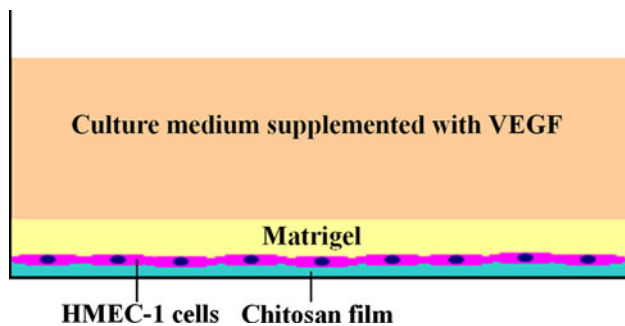 Culture medium supplemented with VEGF
Matrigel
HMEC-1 cells Chitosan film